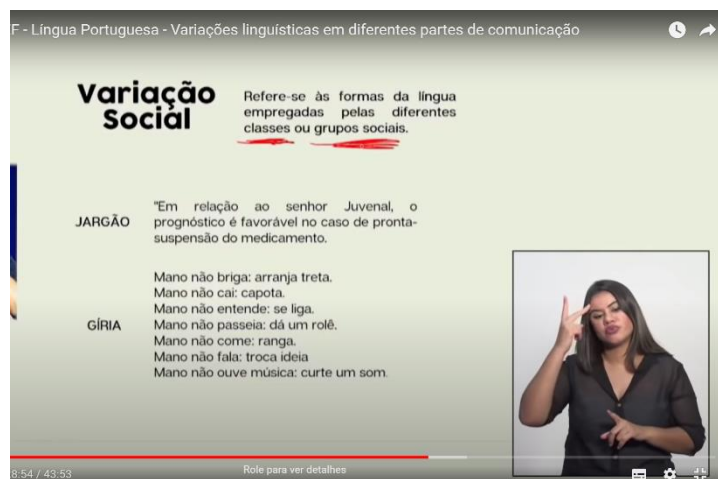 F - Língua Portuguesa - Variações linguísticas em diferentes partes de comunicação
Variação
Social
Refere-se às formas da língua
empregadas pelas diferentes
classes ou grupos sociais.
JARGÃO
"Em relação ao senhor Juvenal, o
prognóstico é favorável no caso de pronta-
suspensão do medicamento.
GÍRIA
Mano não briga: arranja treta.
Mano não cai: capota.
Mano não entende: se liga.
Mano não passeia: dá um rolê.
Mano não come: ranga.
Mano não fala: troca ideia
Mano não ouve música: curte um som.
8:54 / 43:53
Role para ver detalhes